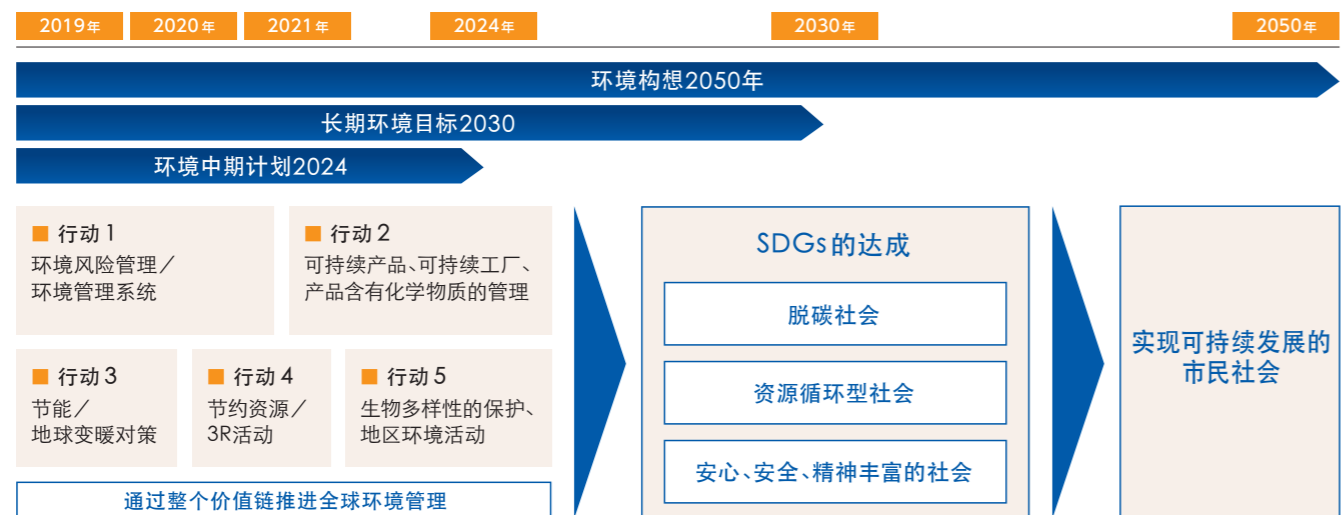 2019年 2020年 2021年 2024年 2030年 2050年
环境构想2050年
长期环境目标2030
环境中期计划2024
■ 行动1
环境风险管理／
环境管理系统
■ 行动2
可持续产品、可持续工厂、
产品含有化学物质的管理
■ 行动3
节能／
地球变暖对策
■ 行动4
节约资源／
3R活动
■ 行动5
生物多样性的保护、
地区环境活动
通过整个价值链推进全球环境管理
SDGs的达成
脱碳社会
资源循环型社会
安心、安全、精神丰富的社会
实现可持续发展的
市民社会